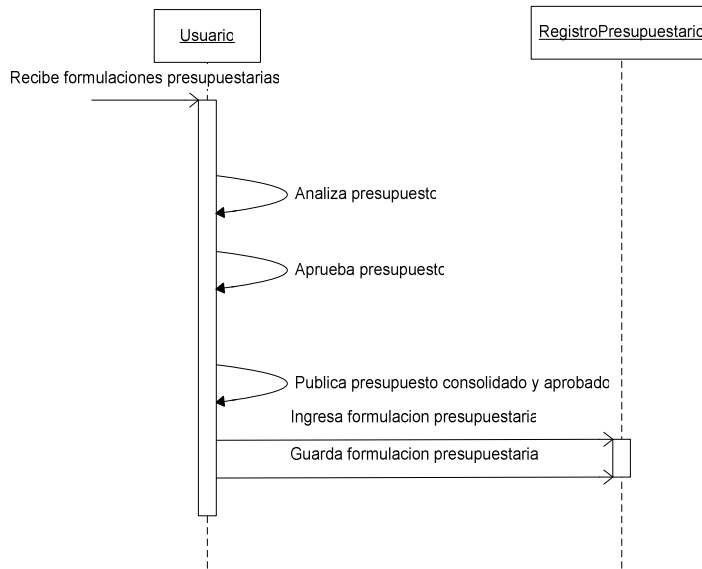 Usuario
RegistroPresupuestario
Recibe formulaciones presupuestarias
Analiza presupuesto
Aprueba presupuesto
Publica presupuesto consolidado y aprobado
Ingresa formulacion presupuestaria
Guarda formulacion presupuestaria